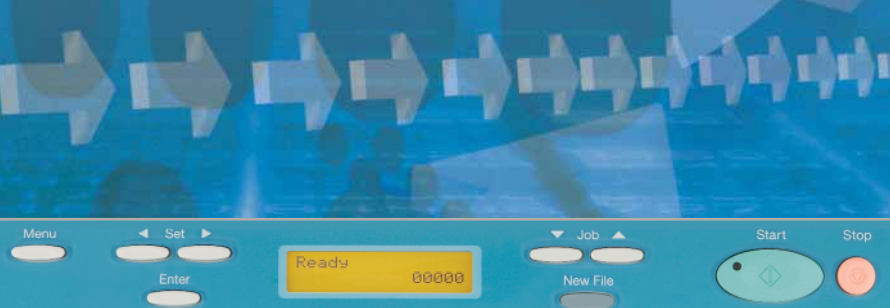 Menu
◀ Set ▶
▼ Job ▲
Start
Stop
Ready
00000
Enter
New File